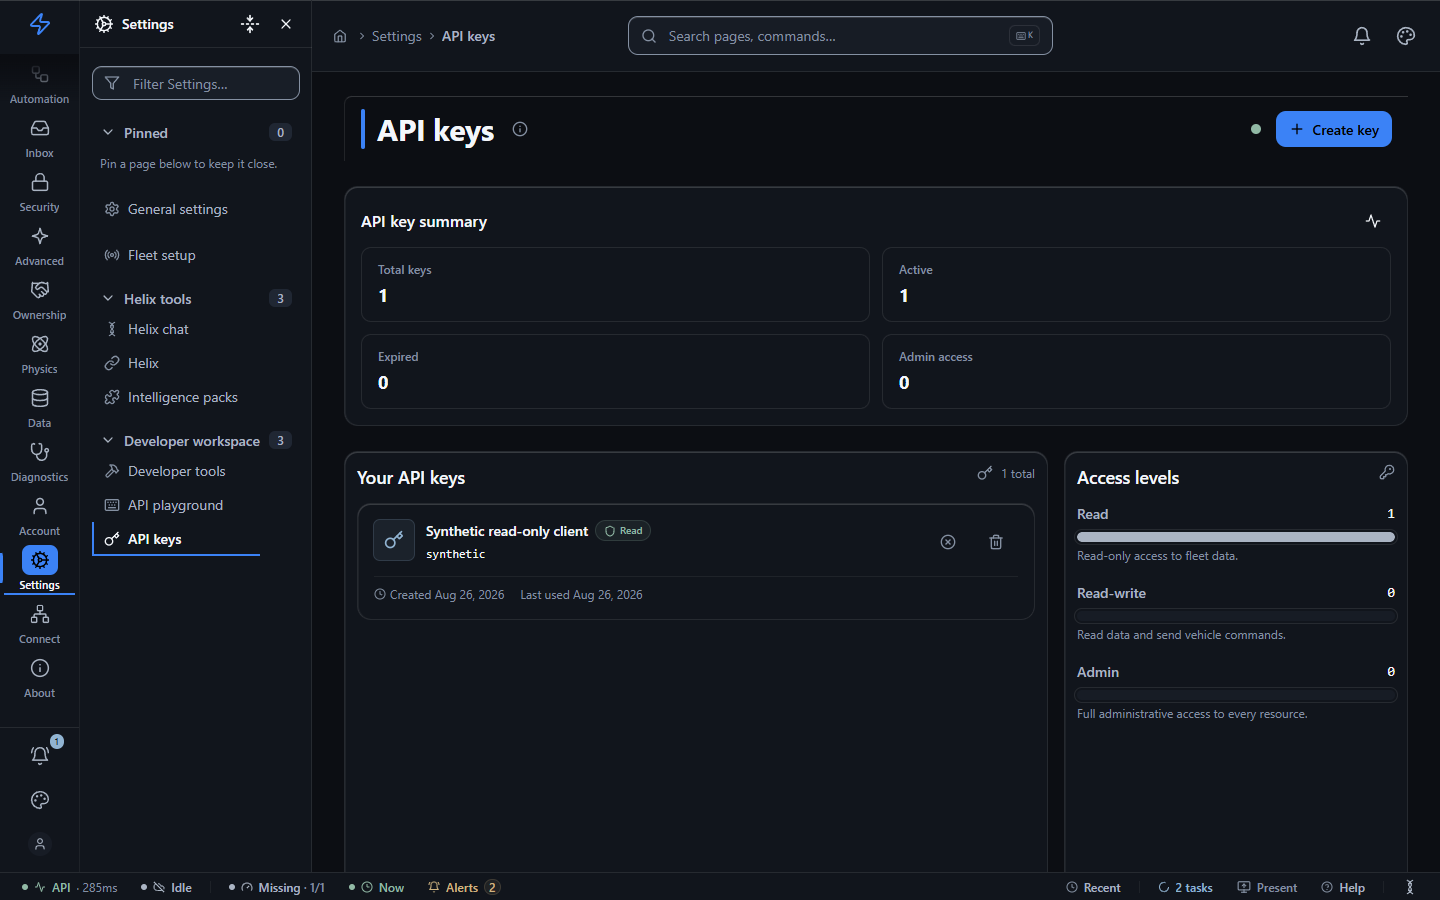 Automation
Inbox
Security
Advanced
Ownership
Physics
Data
Diagnostics
Account
Settings
Connect
About
1
Settings
Filter Settings...
Pinned 0
Pin a page below to keep it close.
General settings
Fleet setup
Helix tools 3
Helix chat
Helix
Intelligence packs
Developer workspace 3
Developer tools
API playground
API keys
Settings > API keys
Search pages, commands...
K
API keys
Create key
API key summary
Total keys
1
Active
1
Expired
0
Admin access
0
Your API keys
1 total
Synthetic read-only client Read
synthetic
Created Aug 26, 2026 Last used Aug 26, 2026
Access levels
Read 1
Read-only access to fleet data.
Read-write 0
Read data and send vehicle commands.
Admin 0
Full administrative access to every resource.
API · 285ms Idle Missing · 1/1 Now Alerts 2 Recent 2 tasks Present Help